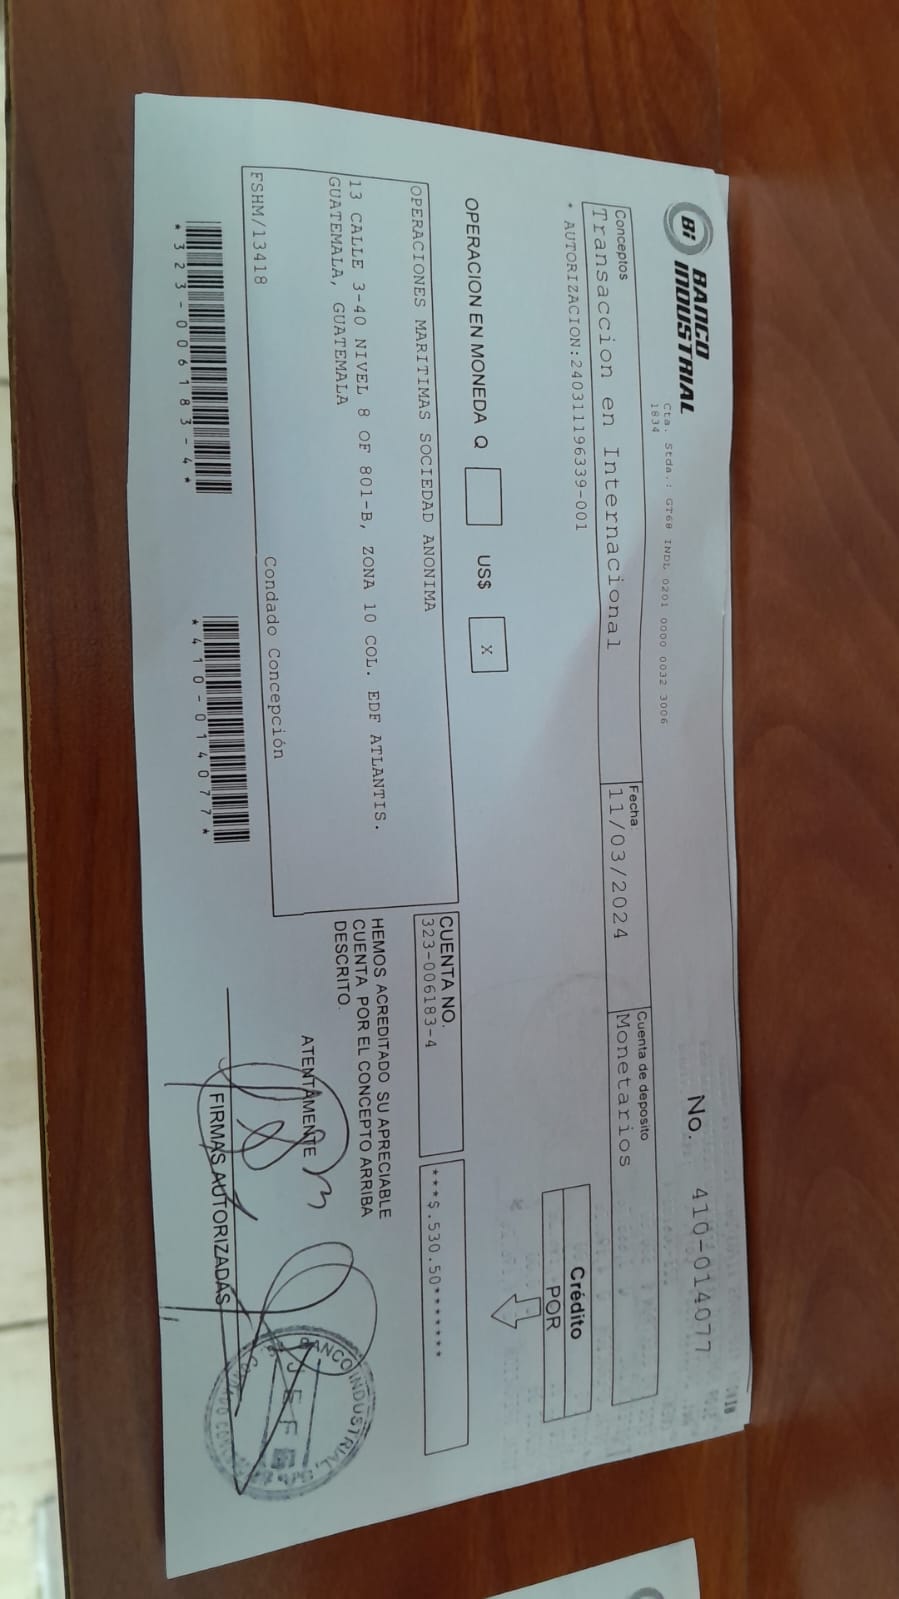 Bi BANCO INDUSTRIAL
No. 410-014077
Cta. Stda.: GT68 INDL 0201 0000 0032 3006
1834
Conceptos
Transaccion en Internacional
Fecha:
11/03/2024
Cuenta de deposito
Monetarios
* AUTORIZACION:240311196339-001
Crédito
POR
OPERACION EN MONEDA Q
US$ X
CUENTA NO.
323-006183-4
***$.530.50*******
OPERACIONES MARITIMAS SOCIEDAD ANONIMA
13 CALLE 3-40 NIVEL 8 OF 801-B, ZONA 10 COL. EDF ATLANTIS.
GUATEMALA, GUATEMALA
HEMOS ACREDITADO SU APRECIABLE
CUENTA POR EL CONCEPTO ARRIBA
DESCRITO.
ATENTAMENTE
FSHM/13418
Condado Concepción
FIRMAS AUTORIZADAS
BANCO INDUSTRIAL
JEFE
*323-006183-4*
*410-014077*